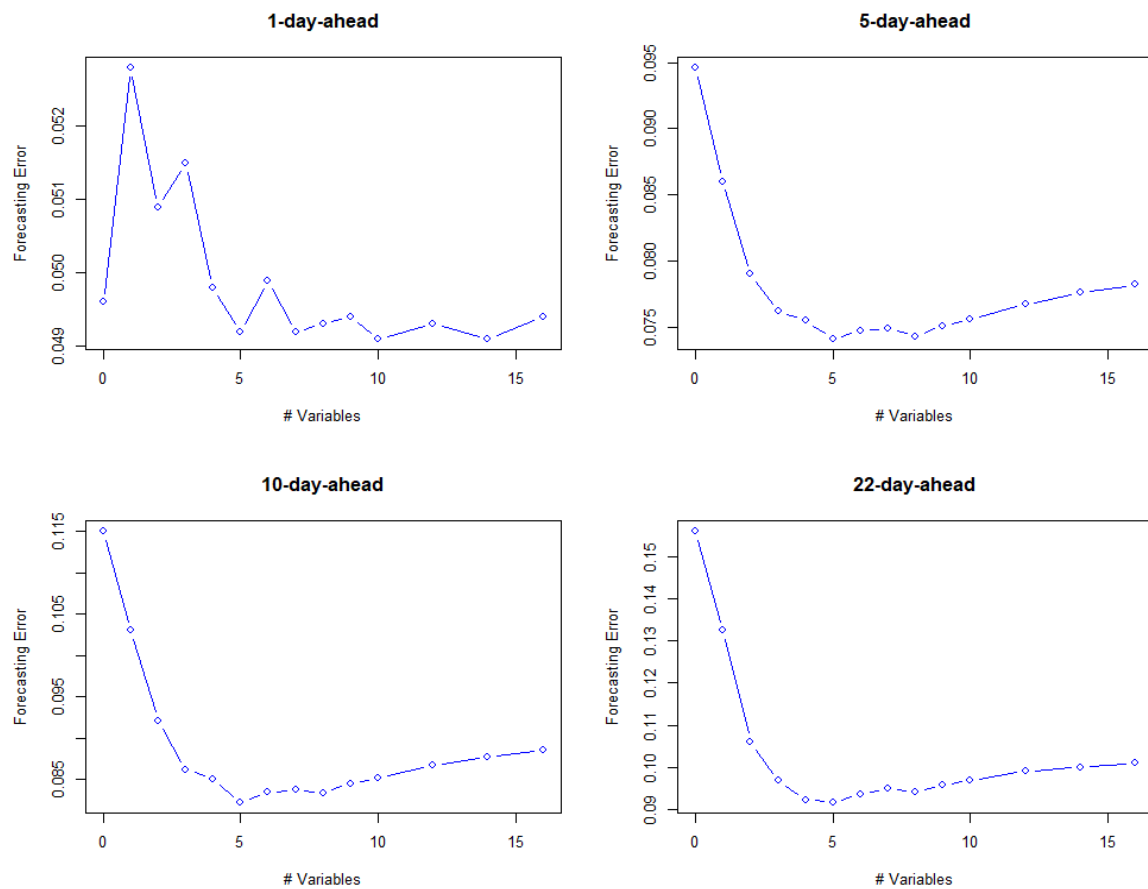 1-day-ahead
Forecasting Error
0.049 0.050 0.051 0.052
0 5 10 15
# Variables
5-day-ahead
Forecasting Error
0.075 0.080 0.085 0.090 0.095
0 5 10 15
# Variables
10-day-ahead
Forecasting Error
0.085 0.095 0.105 0.115
0 5 10 15
# Variables
22-day-ahead
Forecasting Error
0.09 0.10 0.11 0.12 0.13 0.14 0.15
0 5 10 15
# Variables